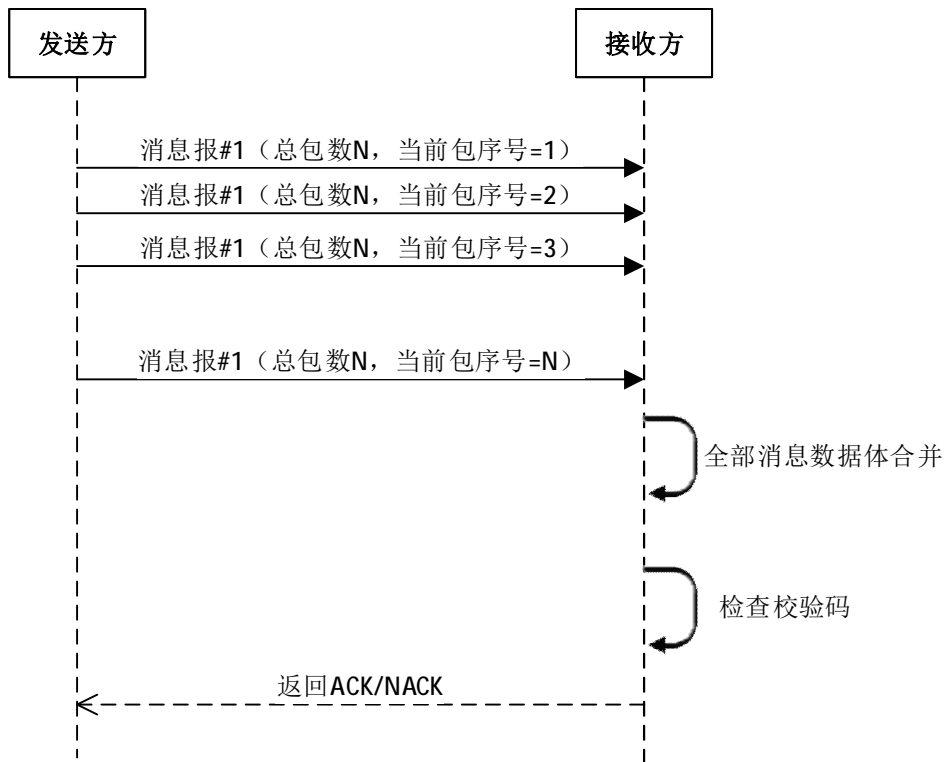 发送方
接收方
消息报#1（总包数N，当前包序号=1）
消息报#1（总包数N，当前包序号=2）
消息报#1（总包数N，当前包序号=3）
消息报#1（总包数N，当前包序号=N）
全部消息数据体合并
检查校验码
返回ACK/NACK